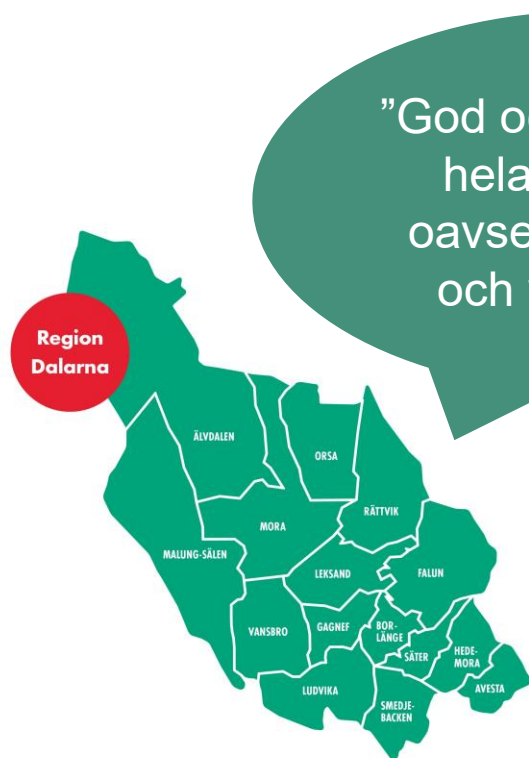 ”God o
hela
oavse
och
Region
Dalarna
ÄLVDALEN
ORSA
RÄTTVIK
MORA
MALUNG-SÄLEN
LEKSAND
FALUN
VANSBRO
GAGNEF
BOR-
LÄNGE
SÄTER
HEDE-
MORA
AVESTA
LUDVIKA
SMEDJE-
BACKEN